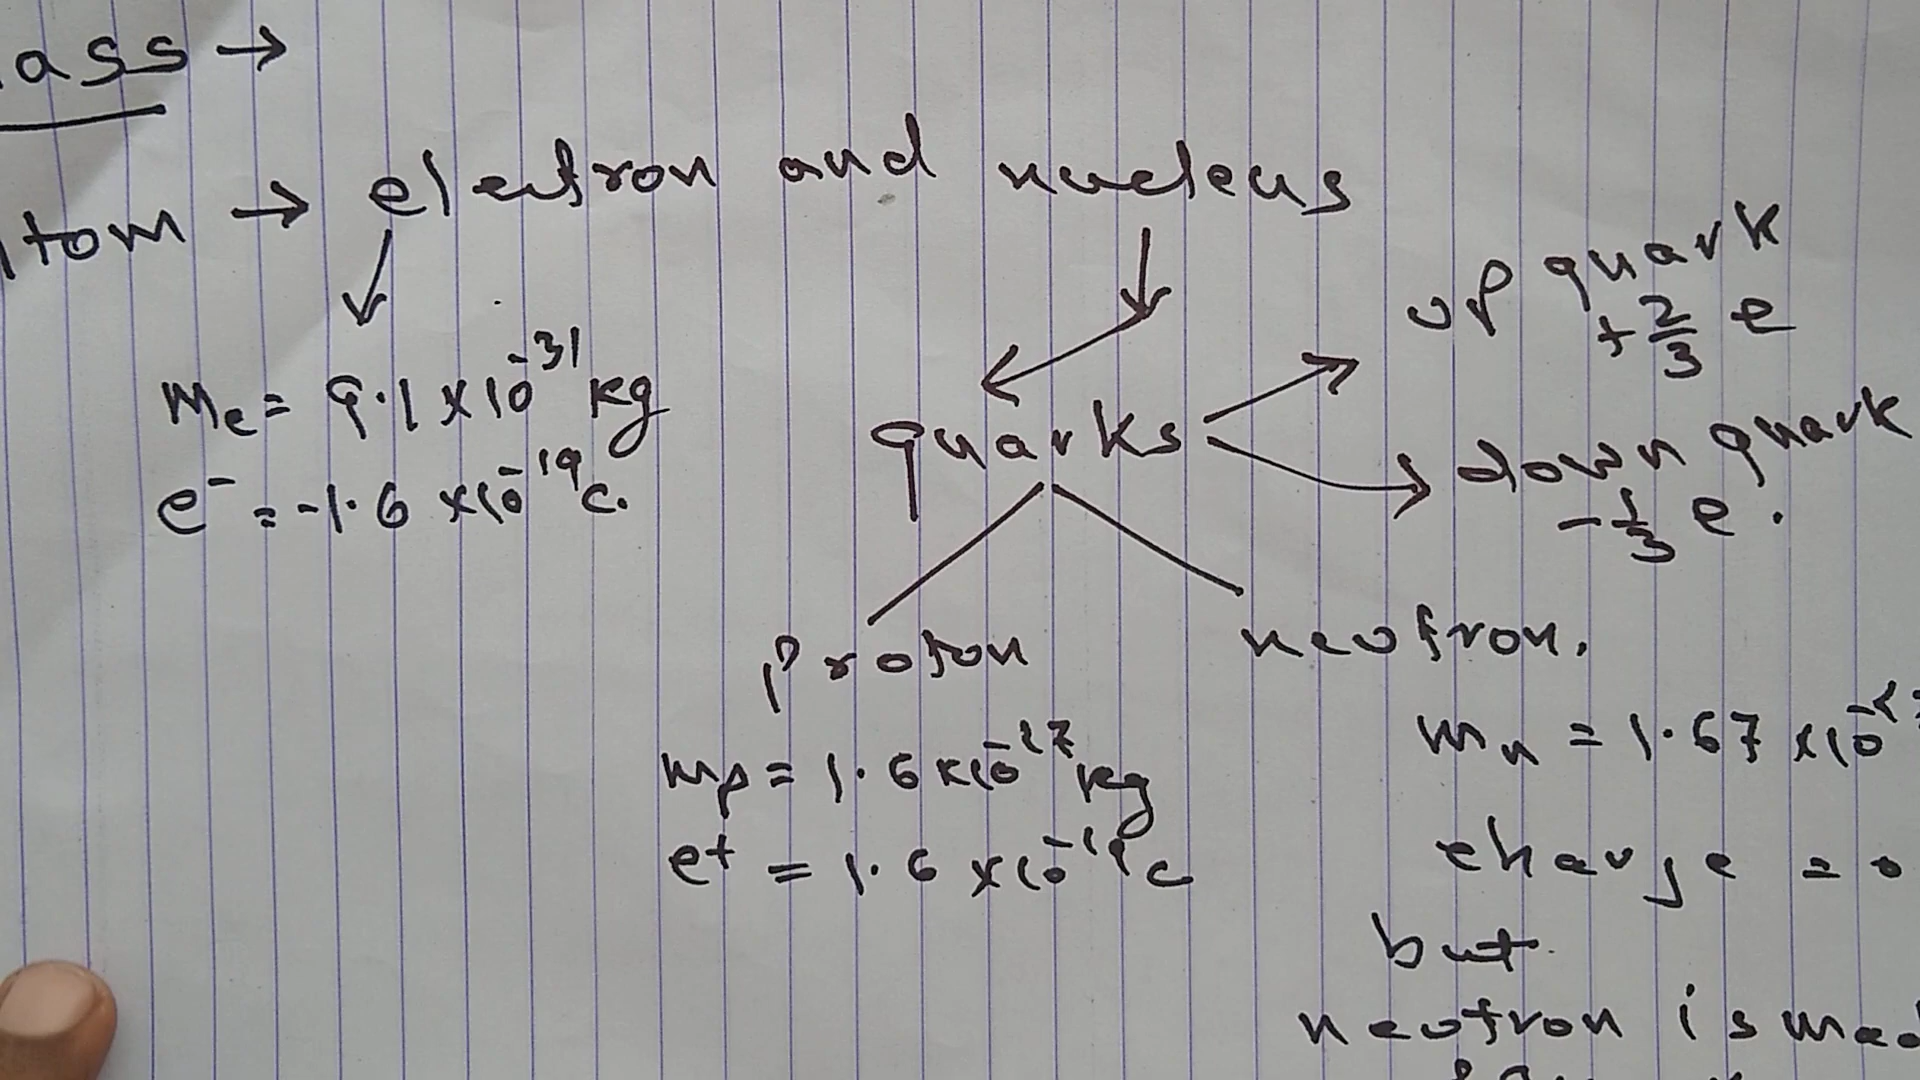 ass →
tom → electron and nucleus
up quark
+ 2/3 e
me = 9.1 x 10^-31 kg
quarks
down quark
- 1/3 e.
e^- = -1.6 x 10^-19 c.
Proton
neutron.
mp = 1.6 x 10^-27 kg
mn = 1.67 x 10
e+ = 1.6 x 10^-19 c
charge = 0
but
neutron is